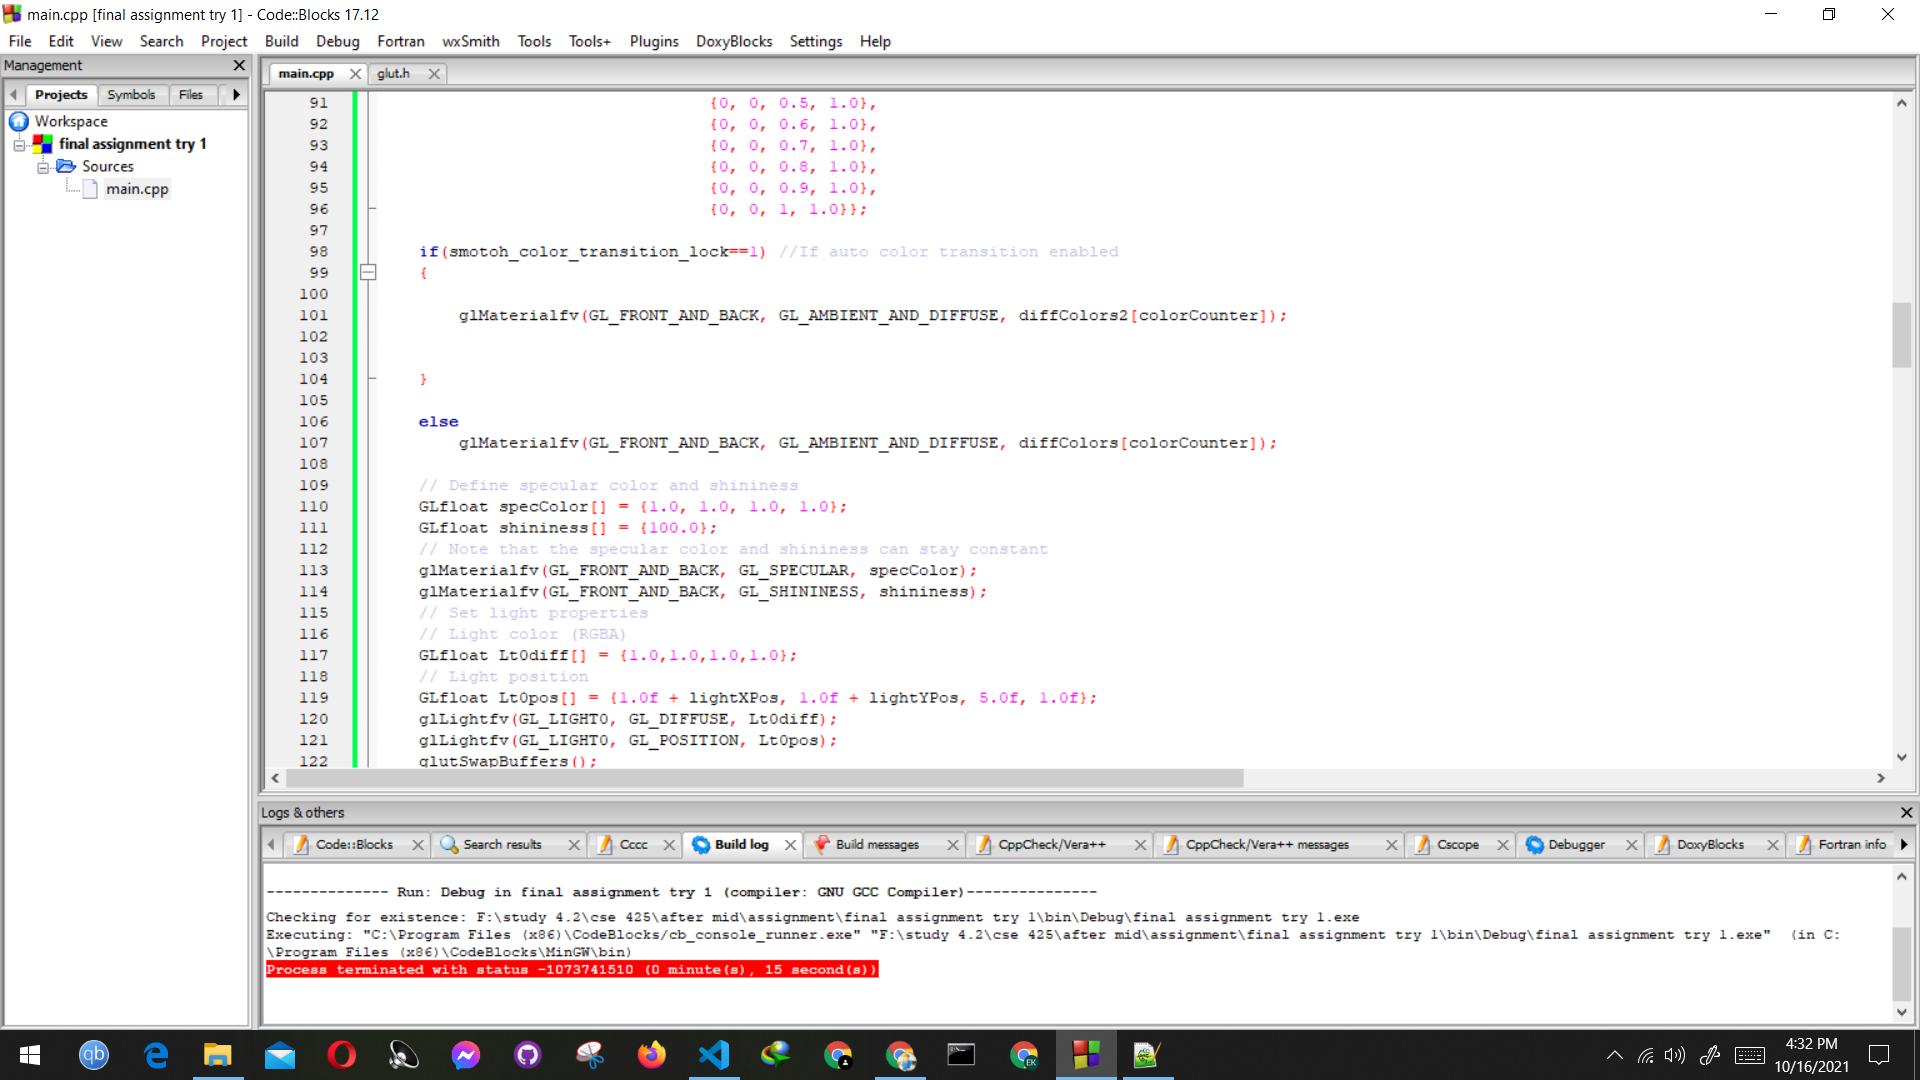 main.cpp [final assignment try 1] - Code::Blocks 17.12
File Edit View Search Project Build Debug Fortran wxSmith Tools Tools+ Plugins DoxyBlocks Settings Help
Management
Projects Symbols Files
Workspace
final assignment try 1
Sources
main.cpp
main.cpp glut.h
91 {0, 0, 0.5, 1.0},
92 {0, 0, 0.6, 1.0},
93 {0, 0, 0.7, 1.0},
94 {0, 0, 0.8, 1.0},
95 {0, 0, 0.9, 1.0},
96 {0, 0, 1, 1.0}};
97
98 if(smotoh_color_transition_lock==1) //If auto color transition enabled
99 {
100
101 glMaterialfv(GL_FRONT_AND_BACK, GL_AMBIENT_AND_DIFFUSE, diffColors2[colorCounter]);
102
103
104 }
105
106 else
107 glMaterialfv(GL_FRONT_AND_BACK, GL_AMBIENT_AND_DIFFUSE, diffColors[colorCounter]);
108
109 // Define specular color and shininess
110 GLfloat specColor[] = {1.0, 1.0, 1.0, 1.0};
111 GLfloat shininess[] = {100.0};
112 // Note that the specular color and shininess can stay constant
113 glMaterialfv(GL_FRONT_AND_BACK, GL_SPECULAR, specColor);
114 glMaterialfv(GL_FRONT_AND_BACK, GL_SHININESS, shininess);
115 // Set light properties
116 // Light color (RGBA)
117 GLfloat Lt0diff[] = {1.0,1.0,1.0,1.0};
118 // Light position
119 GLfloat Lt0pos[] = {1.0f + lightXPos, 1.0f + lightYPos, 5.0f, 1.0f};
120 glLightfv(GL_LIGHT0, GL_DIFFUSE, Lt0diff);
121 glLightfv(GL_LIGHT0, GL_POSITION, Lt0pos);
122 glutSwapBuffers();
Logs & others
Code::Blocks Search results Cccc Build log Build messages CppCheck/Vera++ CppCheck/Vera++ messages Cscope Debugger DoxyBlocks Fortran info
-------------- Run: Debug in final assignment try 1 (compiler: GNU GCC Compiler)---------------
Checking for existence: F:\study 4.2\cse 425\after mid\assignment\final assignment try 1\bin\Debug\final assignment try 1.exe
Executing: "C:\Program Files (x86)\CodeBlocks/cb_console_runner.exe" "F:\study 4.2\cse 425\after mid\assignment\final assignment try 1\bin\Debug\final assignment try 1.exe" (in C:
\Program Files (x86)\CodeBlocks\MinGW\bin)
Process terminated with status -1073741510 (0 minute(s), 15 second(s))
qb
EK
4:32 PM
10/16/2021